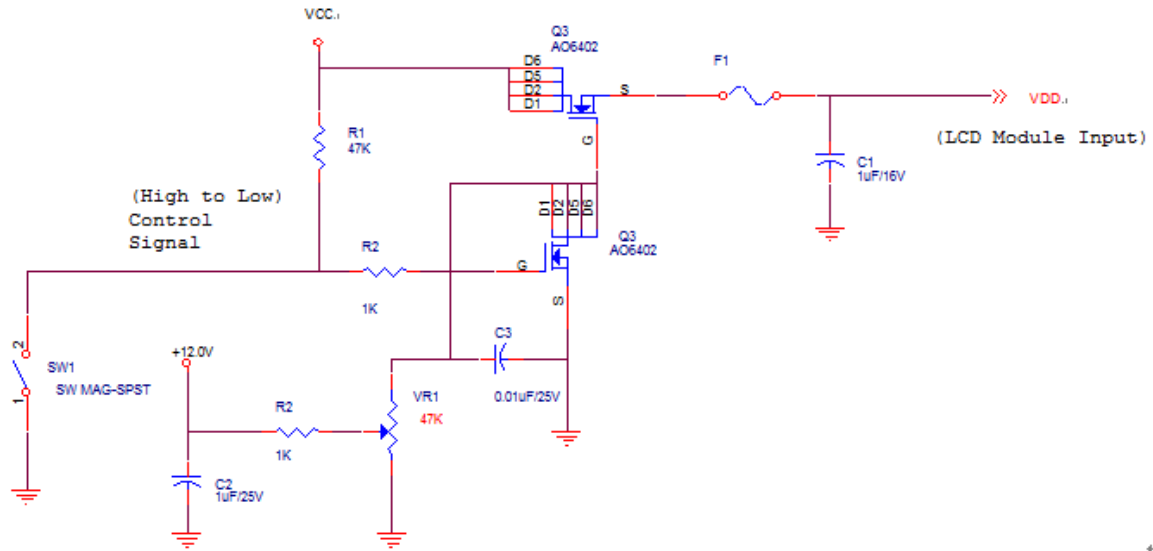 VCC
Q3
AO6402
D6
D5
D2
D1
S
G
F1
VDD
(LCD Module Input)
R1
47K
C1
1uF/16V
(High to Low)
Control
Signal
R2
1K
D1
D2
D5
D6
Q3
AO6402
G
S
C3
0.01uF/25V
2
SW1
SW MAG-SPST
1
+12.0V
R2
1K
VR1
47K
C2
1uF/25V